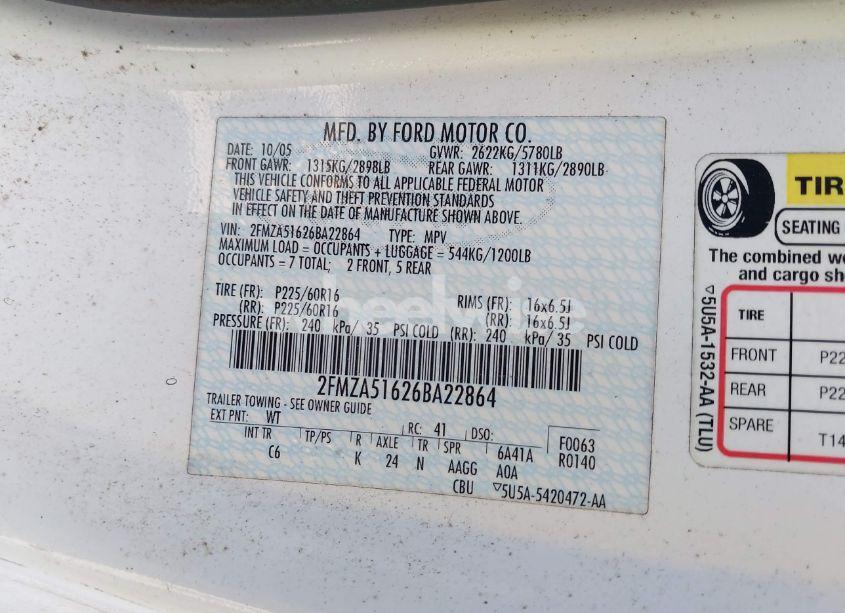 MFD. BY FORD MOTOR CO.
DATE: 10/05 GVWR: 2622KG/5780LB
FRONT GAWR: 1315KG/2898LB REAR GAWR: 1311KG/2890LB
THIS VEHICLE CONFORMS TO ALL APPLICABLE FEDERAL MOTOR
VEHICLE SAFETY AND THEFT PREVENTION STANDARDS
IN EFFECT ON THE DATE OF MANUFACTURE SHOWN ABOVE.
VIN: 2FMZA51626BA22864 TYPE: MPV
MAXIMUM LOAD = OCCUPANTS + LUGGAGE = 544KG/1200LB
OCCUPANTS = 7 TOTAL; 2 FRONT, 5 REAR
TIRE (FR): P225/60R16 RIMS (FR): 16x6.5J
(RR): P225/60R16 (RR): 16x6.5J
PRESSURE (FR): 240 kPa/ 35 PSI COLD (RR): 240 kPa/ 35 PSI COLD
2FMZA51626BA22864
TRAILER TOWING - SEE OWNER GUIDE
EXT PNT: WT RC: 41 DSO: F0063
INT TR TP/PS R AXLE TR SPR 6A41A R0140
C6 K 24 N AAGG A0A
CBU ▽5U5A-5420472-AA
wheelwise
TIR
SEATING
The combined we
and cargo sh
TIRE
FRONT P22
REAR P22
SPARE T14
▽5U5A-1532-AA (TLU)